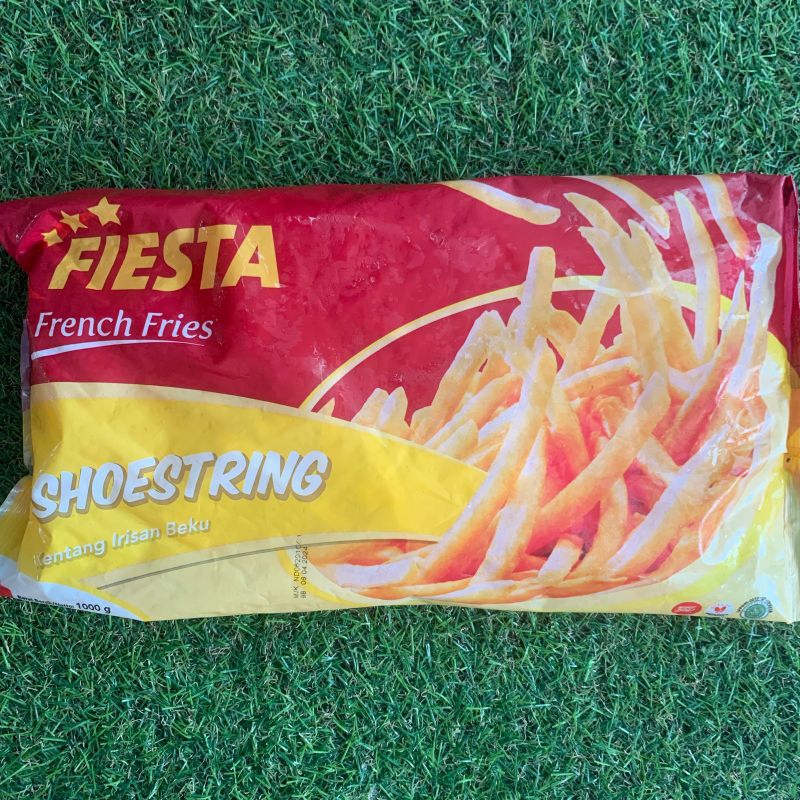 FIESTA
French Fries
SHOESTRING
Kentang Irisan Beku
1000 g